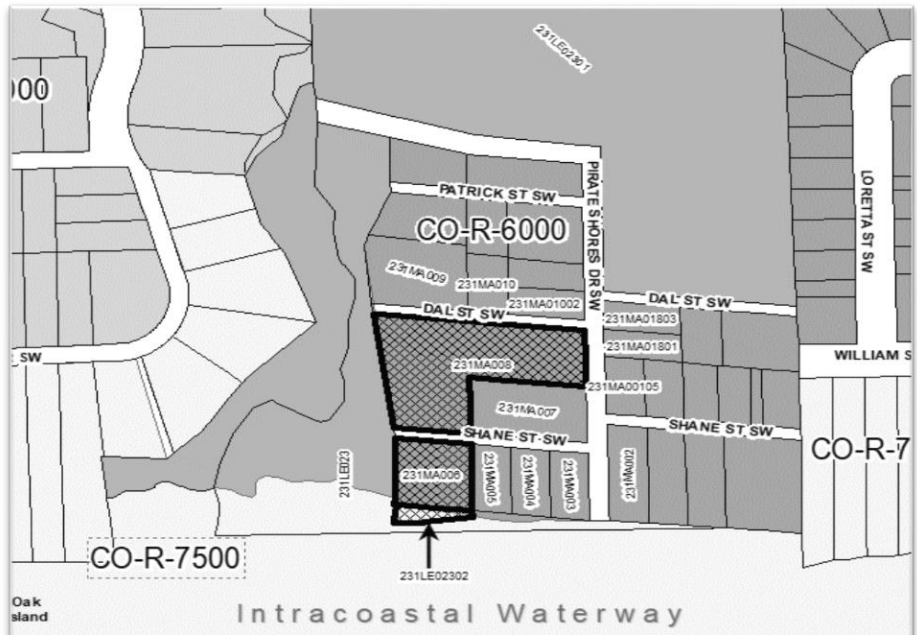 231LE02301
00
PATRICK ST SW
PIRATE SHORES DR SW
LORETTA ST SW
CO-R-6000
231MA009
231MA010
231MA01002
DAL ST SW
DAL ST SW
231MA01803
231MA01801
SW
WILLIAM S
231MA008
231MA00105
231MA007
SHANE ST SW
SHANE ST SW
CO-R-7
231LE023
231MA006
231MA005
231MA004
231MA003
231MA002
CO-R-7500
231LE02302
Oak
sland
Intracoastal Waterway